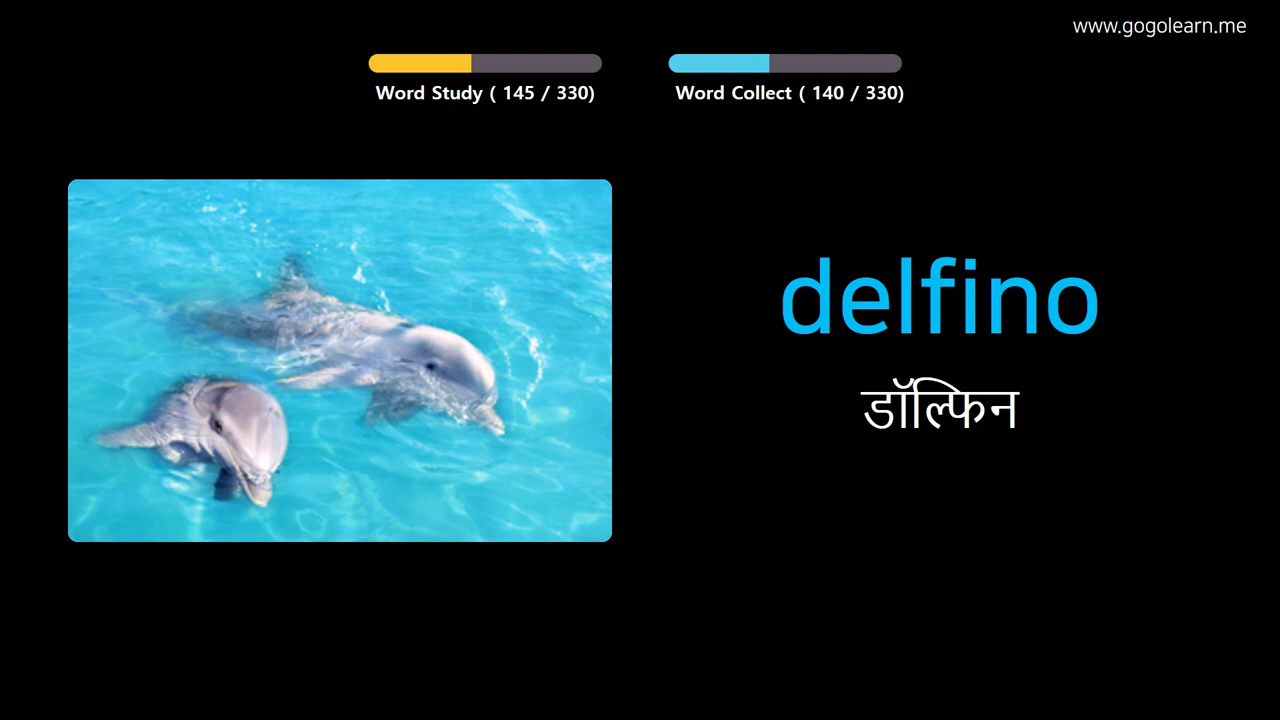 www.gogolearn.me
Word Study ( 145 / 330)
Word Collect ( 140 / 330)
delfino
डॉल्फिन